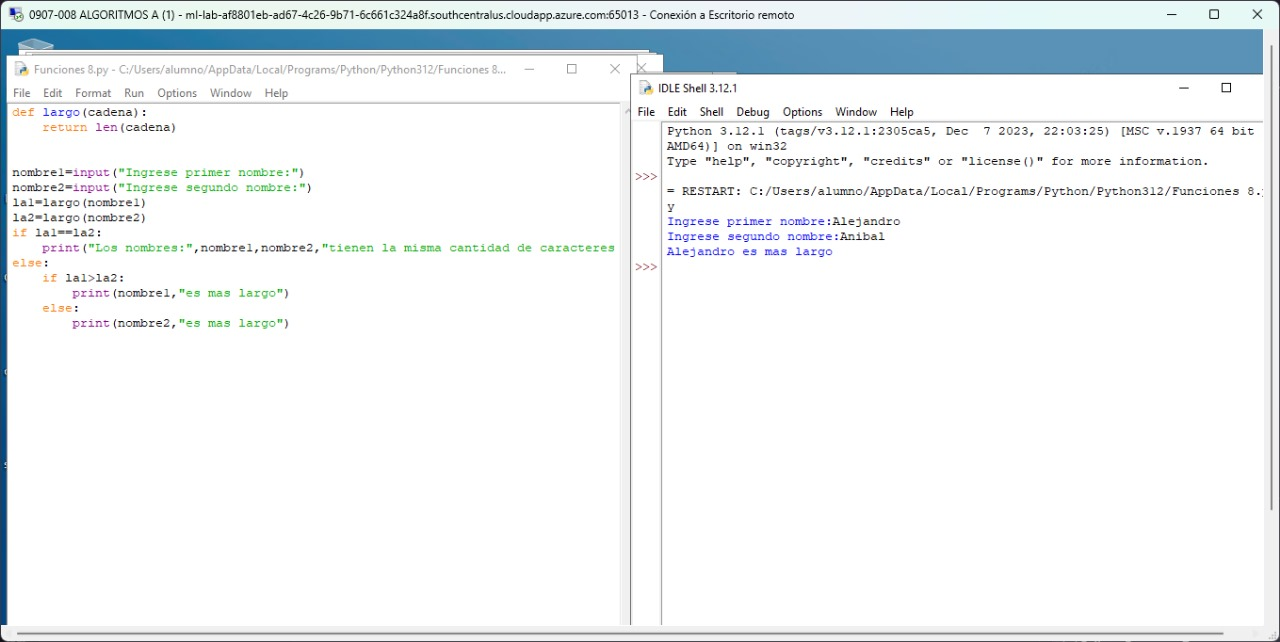 0907-008 ALGORITMOS A (1) - ml-lab-af8801eb-ad67-4c26-9b71-6c661c324a8f.southcentralus.cloudapp.azure.com:65013 - Conexión a Escritorio remoto
Funciones 8.py - C:/Users/alumno/AppData/Local/Programs/Python/Python312/Funciones 8...
File Edit Format Run Options Window Help
def largo(cadena):
    return len(cadena)
nombre1=input("Ingrese primer nombre:")
nombre2=input("Ingrese segundo nombre:")
la1=largo(nombre1)
la2=largo(nombre2)
if la1==la2:
    print("Los nombres:",nombre1,nombre2,"tienen la misma cantidad de caracteres
else:
    if la1>la2:
        print(nombre1,"es mas largo")
    else:
        print(nombre2,"es mas largo")
IDLE Shell 3.12.1
File Edit Shell Debug Options Window Help
Python 3.12.1 (tags/v3.12.1:2305ca5, Dec  7 2023, 22:03:25) [MSC v.1937 64 bit
AMD64)] on win32
Type "help", "copyright", "credits" or "license()" for more information.
>>>
= RESTART: C:/Users/alumno/AppData/Local/Programs/Python/Python312/Funciones 8.
y
Ingrese primer nombre:Alejandro
Ingrese segundo nombre:Anibal
Alejandro es mas largo
>>>